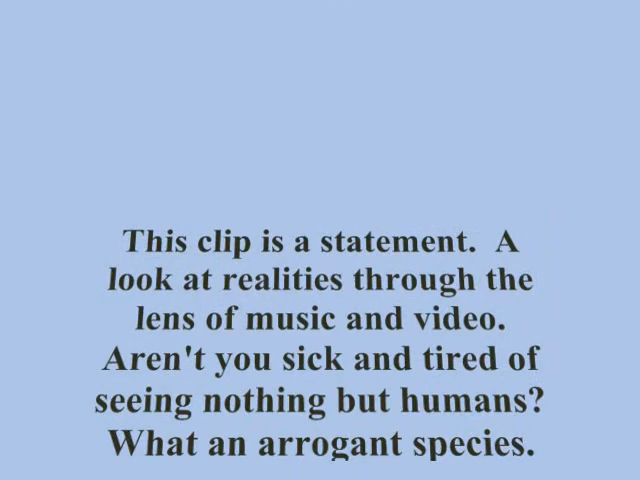 This clip is a statement.  A
look at realities through the
lens of music and video.
Aren't you sick and tired of
seeing nothing but humans?
What an arrogant species.